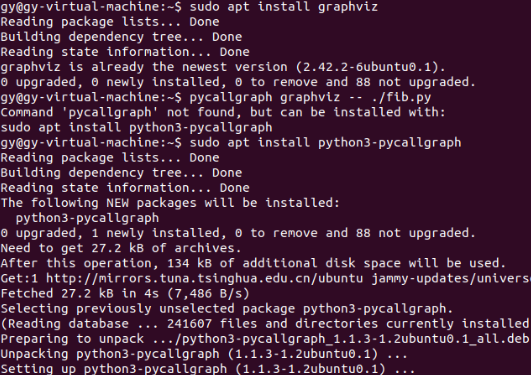 gy@gy-virtual-machine:~$ sudo apt install graphviz
Reading package lists... Done
Building dependency tree... Done
Reading state information... Done
graphviz is already the newest version (2.42.2-6ubuntu0.1).
0 upgraded, 0 newly installed, 0 to remove and 88 not upgraded.
gy@gy-virtual-machine:~$ pycallgraph graphviz -- ./fib.py
Command 'pycallgraph' not found, but can be installed with:
sudo apt install python3-pycallgraph
gy@gy-virtual-machine:~$ sudo apt install python3-pycallgraph
Reading package lists... Done
Building dependency tree... Done
Reading state information... Done
The following NEW packages will be installed:
  python3-pycallgraph
0 upgraded, 1 newly installed, 0 to remove and 88 not upgraded.
Need to get 27.2 kB of archives.
After this operation, 134 kB of additional disk space will be used.
Get:1 http://mirrors.tuna.tsinghua.edu.cn/ubuntu jammy-updates/univers
Fetched 27.2 kB in 4s (7,486 B/s)
Selecting previously unselected package python3-pycallgraph.
(Reading database ... 241607 files and directories currently installed
Preparing to unpack .../python3-pycallgraph_1.1.3-1.2ubuntu0.1_all.deb
Unpacking python3-pycallgraph (1.1.3-1.2ubuntu0.1) ...
Setting up python3-pycallgraph (1.1.3-1.2ubuntu0.1) ...